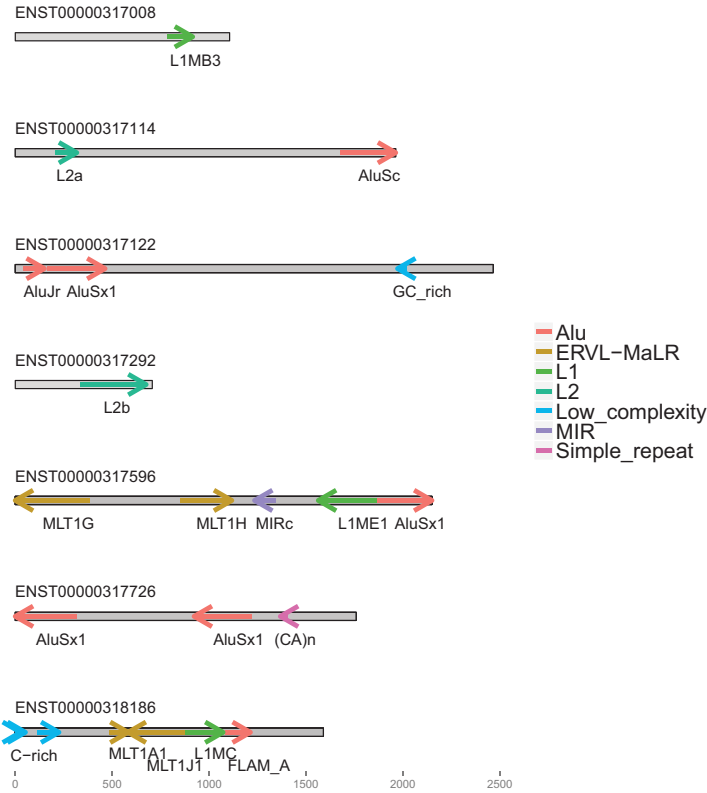 ENST00000317008
L1MB3
ENST00000317114
L2a AluSc
ENST00000317122
AluJr AluSx1 GC_rich
ENST00000317292
L2b
ENST00000317596
MLT1G MLT1H MIRc L1ME1 AluSx1
ENST00000317726
AluSx1 AluSx1 (CA)n
ENST00000318186
C−rich MLT1A1 L1MC
MLT1J1 FLAM_A
0 500 1000 1500 2000 2500
Alu
ERVL−MaLR
L1
L2
Low_complexity
MIR
Simple_repeat